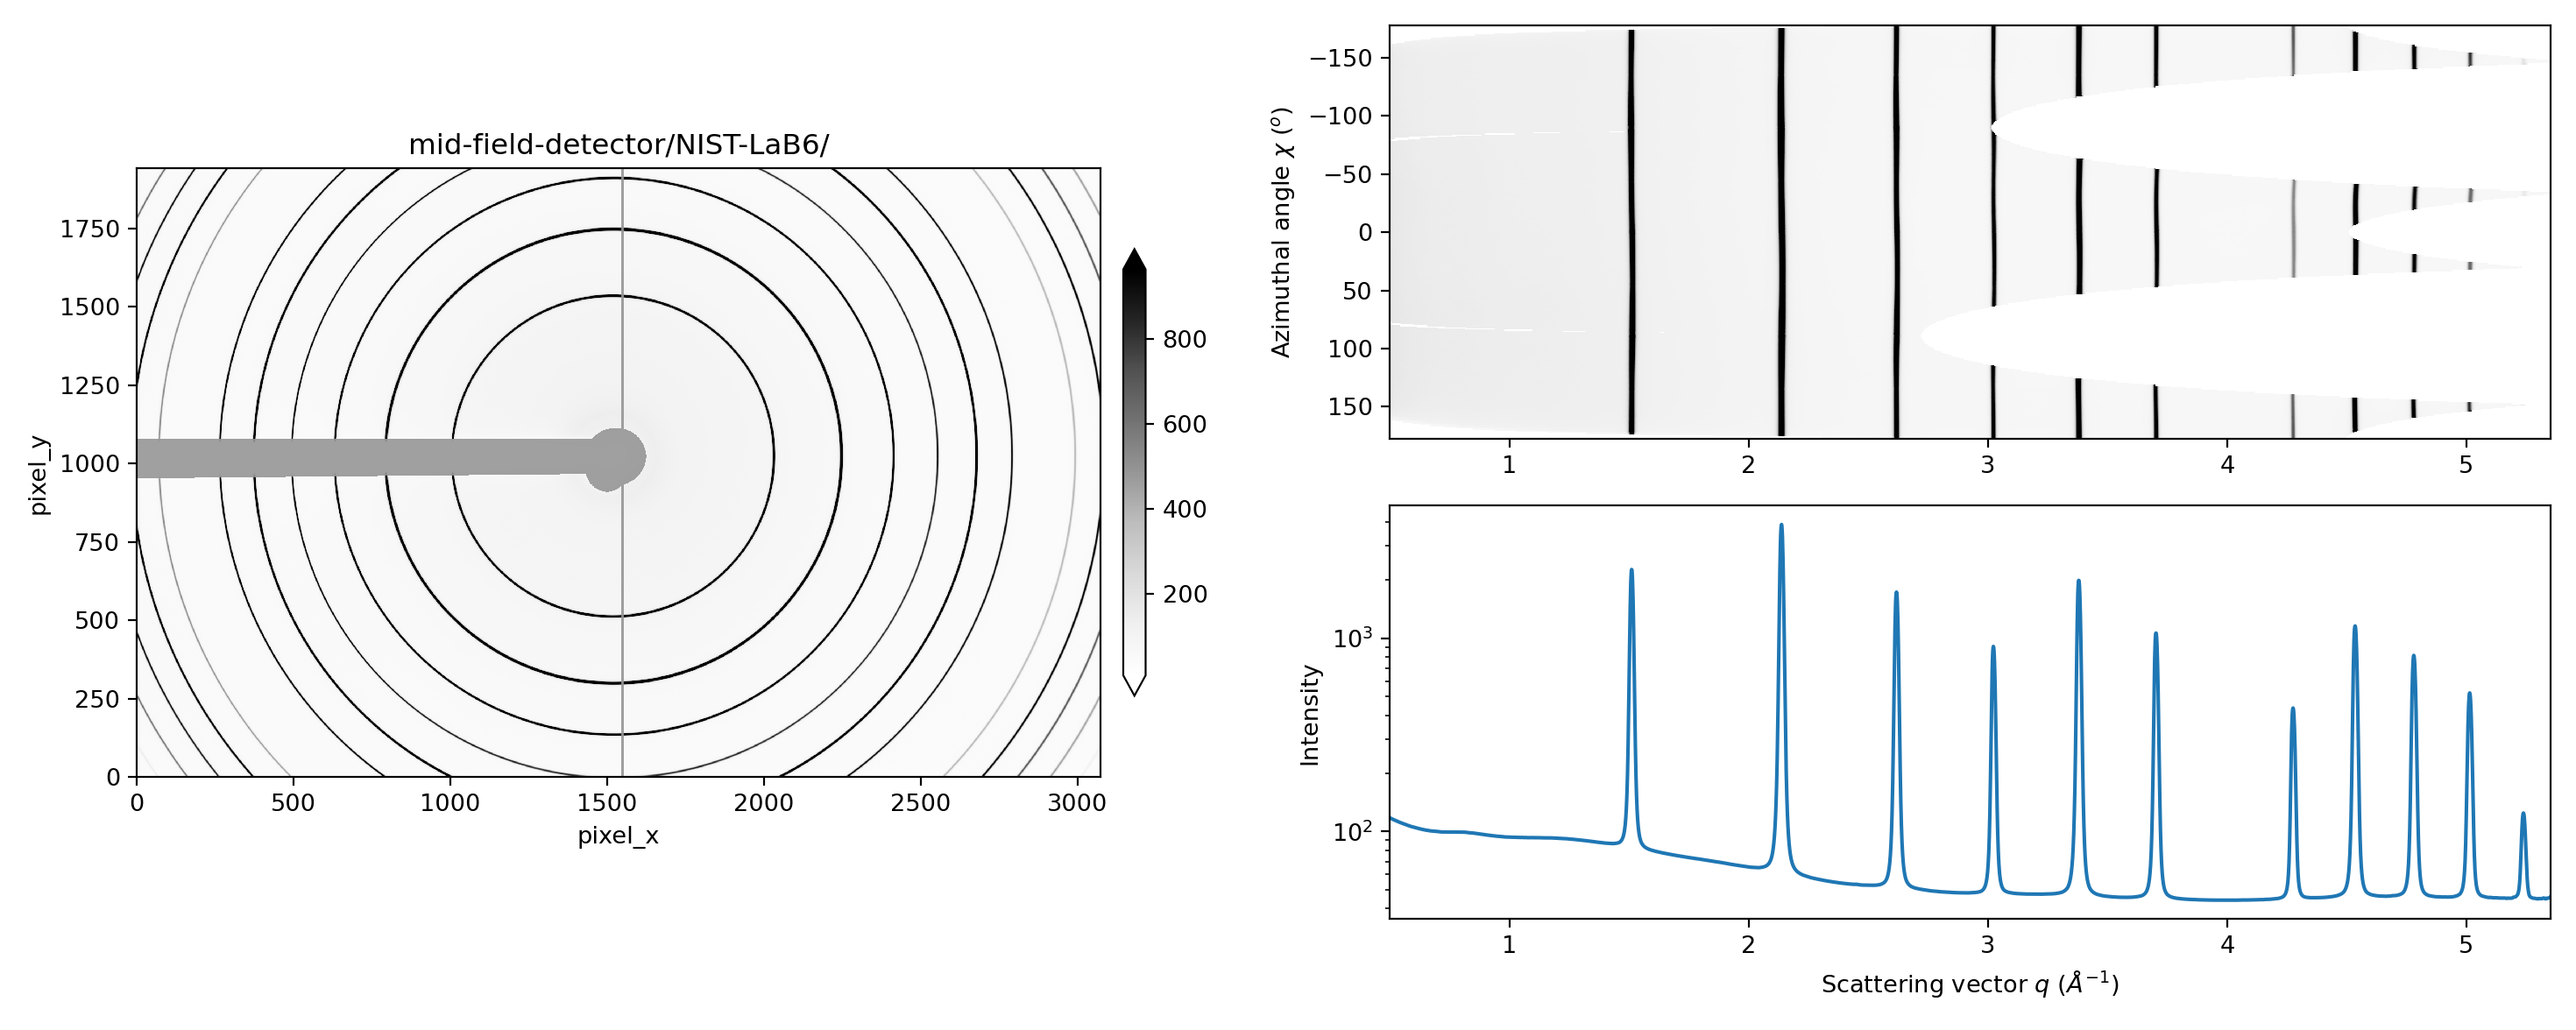 mid-field-detector/NIST-LaB6/
pixel_y
1750
1500
1250
1000
750
500
250
0
0 500 1000 1500 2000 2500 3000
pixel_x
800
600
400
200
Azimuthal angle χ (°)
−150
−100
−50
0
50
100
150
1 2 3 4 5
Intensity
10³
10²
1 2 3 4 5
Scattering vector q (Å⁻¹)